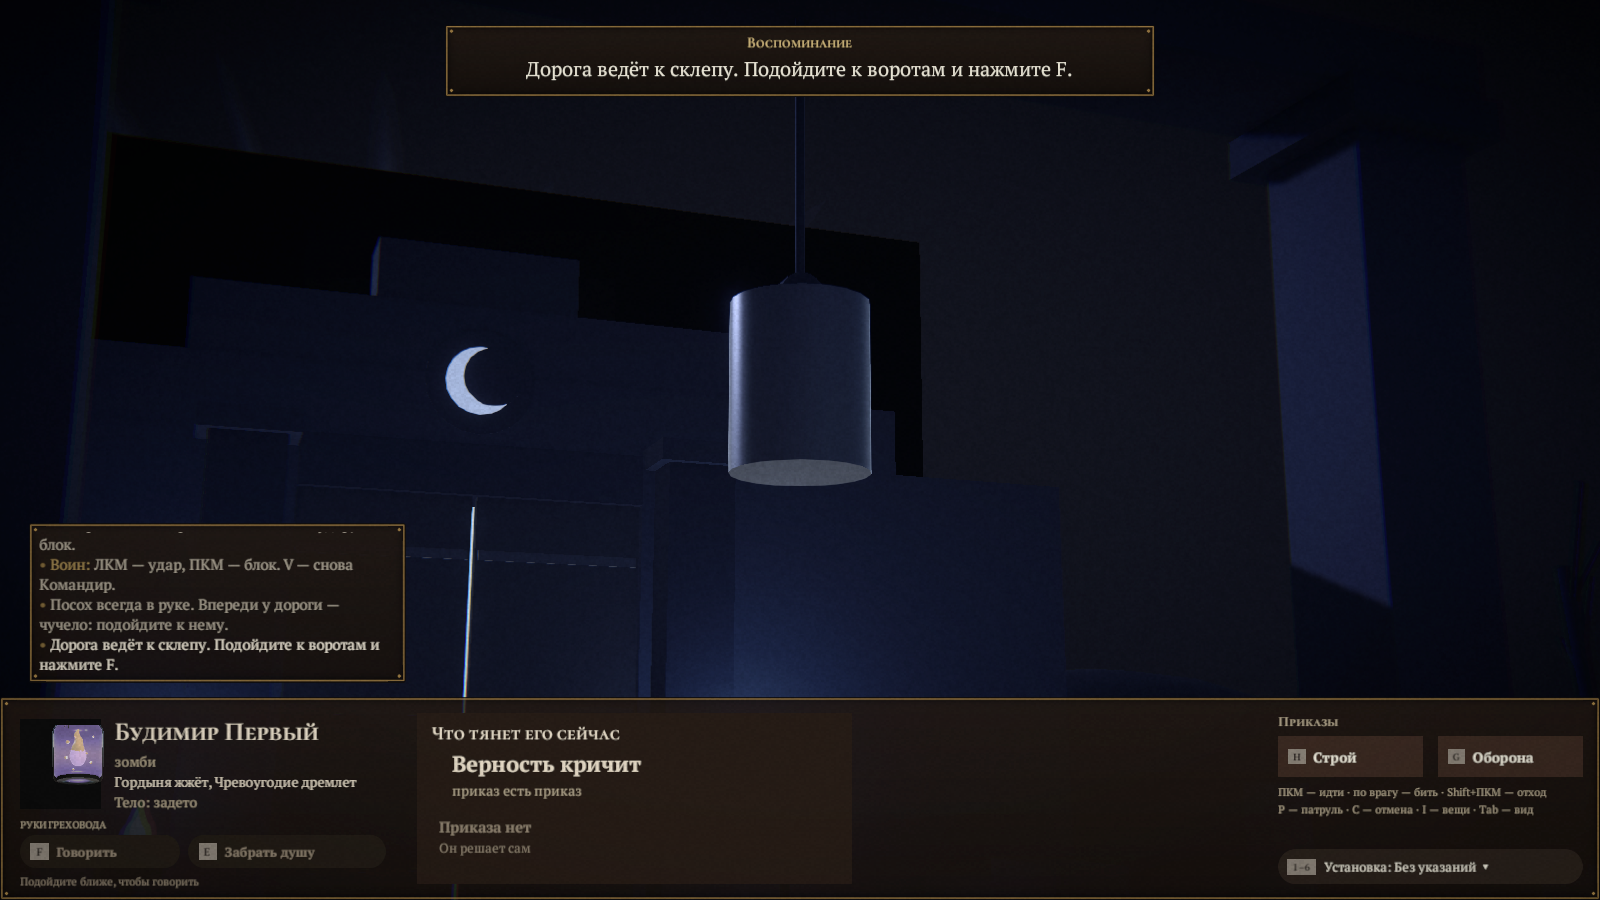 Воспоминание
Дорога ведёт к склепу. Подойдите к воротам и нажмите F.
блок.
• Воин: ЛКМ — удар, ПКМ — блок. V — снова
Командир.
• Посох всегда в руке. Впереди у дороги —
чучело: подойдите к нему.
• Дорога ведёт к склепу. Подойдите к воротам и
нажмите F.
Будимир Первый
зомби
Гордыня жжёт, Чревоугодие дремлет
Тело: задето
РУКИ ГРЕХОВОДА
F Говорить
E Забрать душу
Подойдите ближе, чтобы говорить
Что тянет его сейчас
Верность кричит
приказ есть приказ
Приказа нет
Он решает сам
Приказы
H Строй
G Оборона
ПКМ — идти · по врагу — бить · Shift+ПКМ — отход
P — патруль · C — отмена · I — вещи · Tab — вид
1–6 Установка: Без указаний ▾